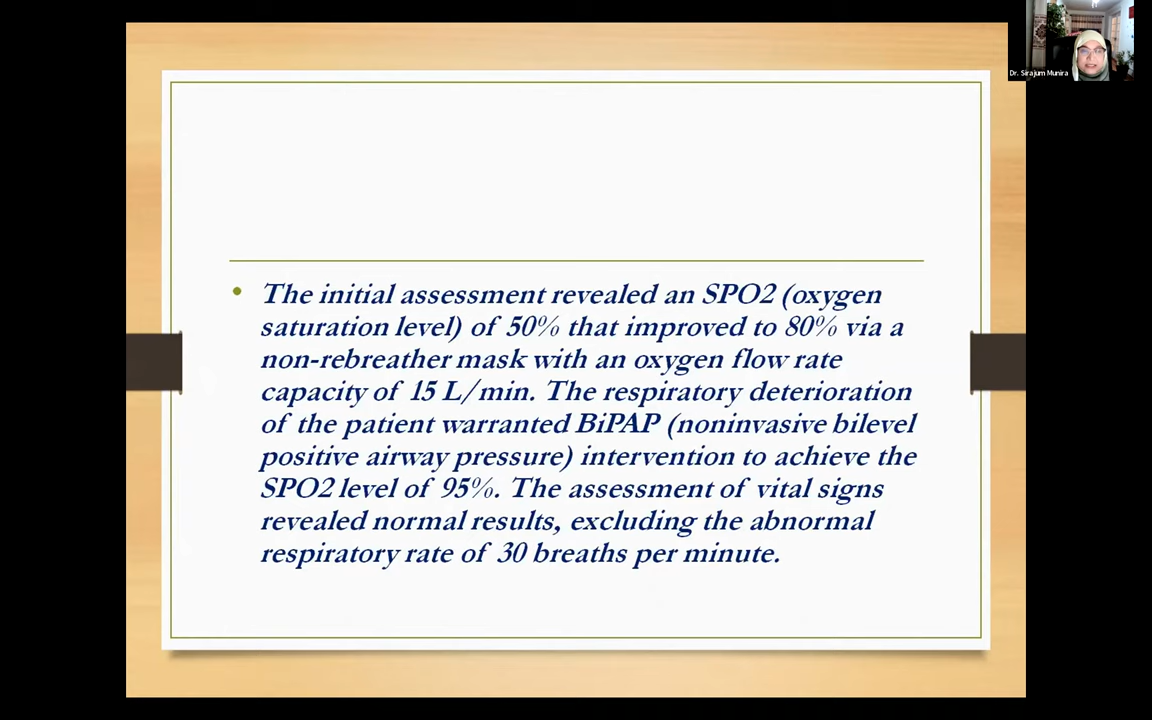 Dr. Sirajum Munira
• The initial assessment revealed an SPO2 (oxygen
saturation level) of 50% that improved to 80% via a
non-rebreather mask with an oxygen flow rate
capacity of 15 L/min. The respiratory deterioration
of the patient warranted BiPAP (noninvasive bilevel
positive airway pressure) intervention to achieve the
SPO2 level of 95%. The assessment of vital signs
revealed normal results, excluding the abnormal
respiratory rate of 30 breaths per minute.